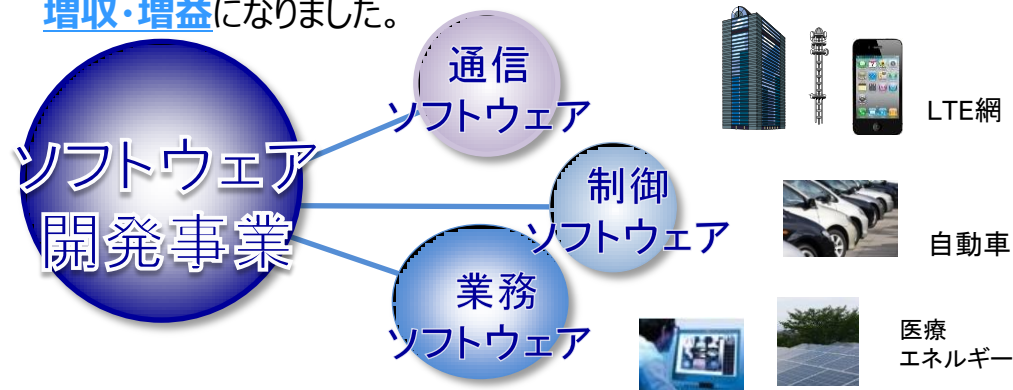 増収・増益になりました。
通信
ソフトウェア
LTE網
ソフトウェア
開発事業
制御
ソフトウェア
自動車
業務
ソフトウェア
医療
エネルギー